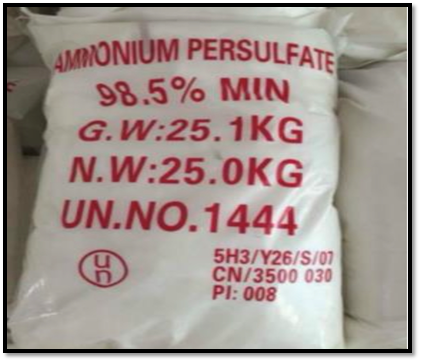 AMMONIUM PERSULFATE
98.5% MIN
G.W:25.1KG
N.W:25.0KG
UN.NO.1444
un
5H3/Y26/S/07
CN/3500 030
PI: 008